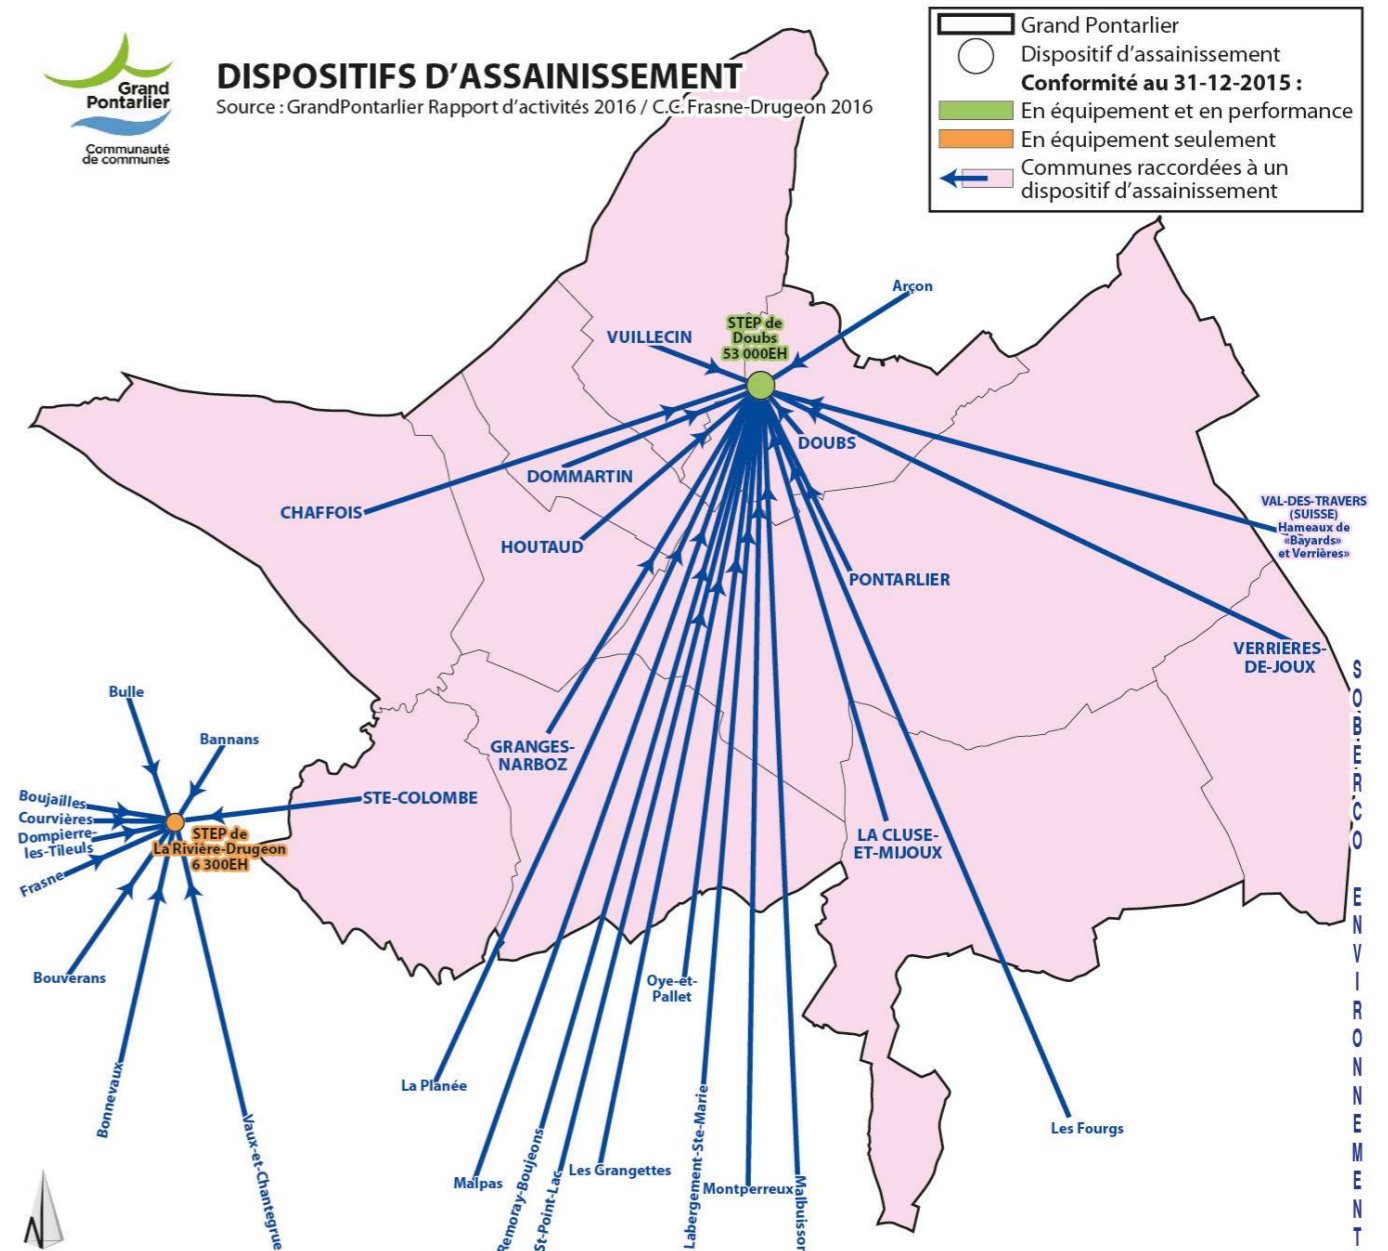 Grand
Pontarlier
Communauté
de communes
DISPOSITIFS D'ASSAINISSEMENT
Source : GrandPontarlier Rapport d'activités 2016 / C.C.Frasne-Drugeon 2016
Grand Pontarlier
Dispositif d'assainissement
Conformité au 31-12-2015 :
En équipement et en performance
En équipement seulement
Communes raccordées à un
dispositif d'assainissement
Arçon
VUILLECIN
STEP de
Doubs
53 000EH
DOUBS
DOMMARTIN
CHAFFOIS
HOUTAUD
PONTARLIER
VAL-DES-TRAVERS
(SUISSE)
Hameaux de
«Bayards»
et Verrières»
VERRIERES-
DE-JOUX
Bulle
Bannans
GRANGES-
NARBOZ
Boujailles
Courvières
Dompierre-
les-Tileuls
Frasne
STE-COLOMBE
STEP de
La Rivière-Drugeon
6 300EH
LA CLUSE-
ET-MIJOUX
Bouverans
Oye-et-
Pallet
Bonnevaux
Vaux-et-Chantegrue
La Planée
Malpas
Remoray-Boujeons
St-Point-Lac
Les Grangettes
Labergement-Ste-Marie
Montperreux
Malbuisson
Les Fourgs
SOBERCO ENVIRONNEMENT
N